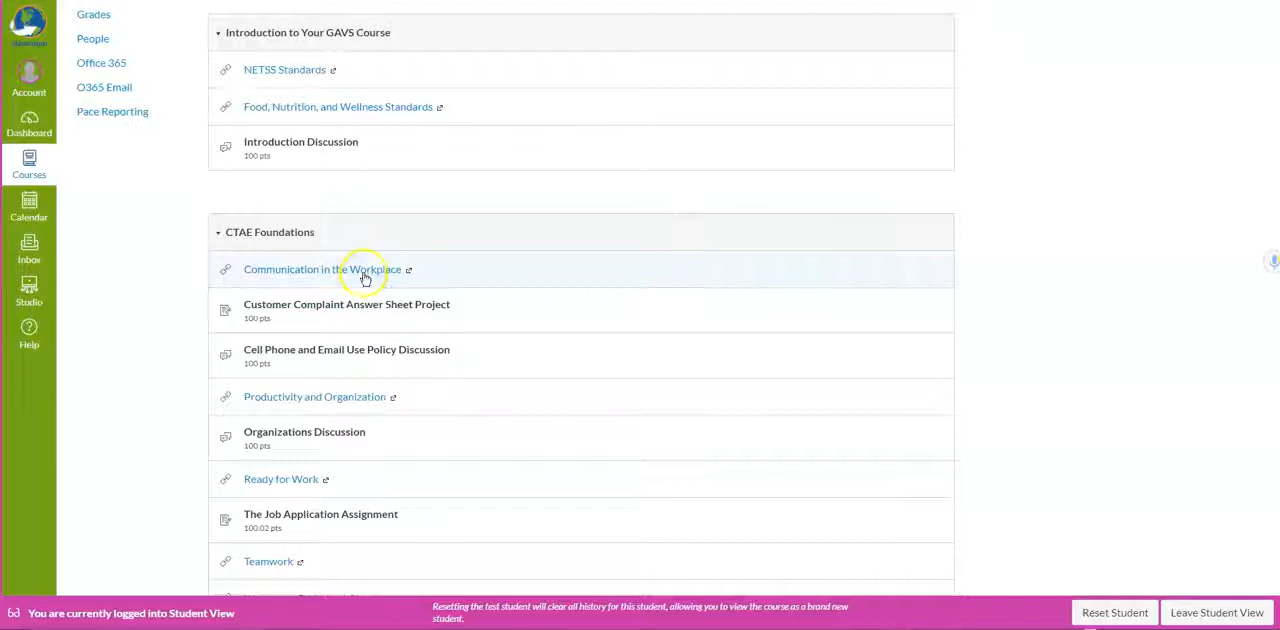 Grades
People
Office 365
O365 Email
Pace Reporting
Account
Dashboard
Courses
Calendar
Inbox
Studio
Help
Introduction to Your GAVS Course
NETSS Standards
Food, Nutrition, and Wellness Standards
Introduction Discussion
100 pts
CTAE Foundations
Communication in the Workplace
Customer Complaint Answer Sheet Project
100 pts
Cell Phone and Email Use Policy Discussion
100 pts
Productivity and Organization
Organizations Discussion
100 pts
Ready for Work
The Job Application Assignment
100.02 pts
Teamwork
You are currently logged into Student View
Resetting the test student will clear all history for this student, allowing you to view the course as a brand new
student.
Reset Student
Leave Student View